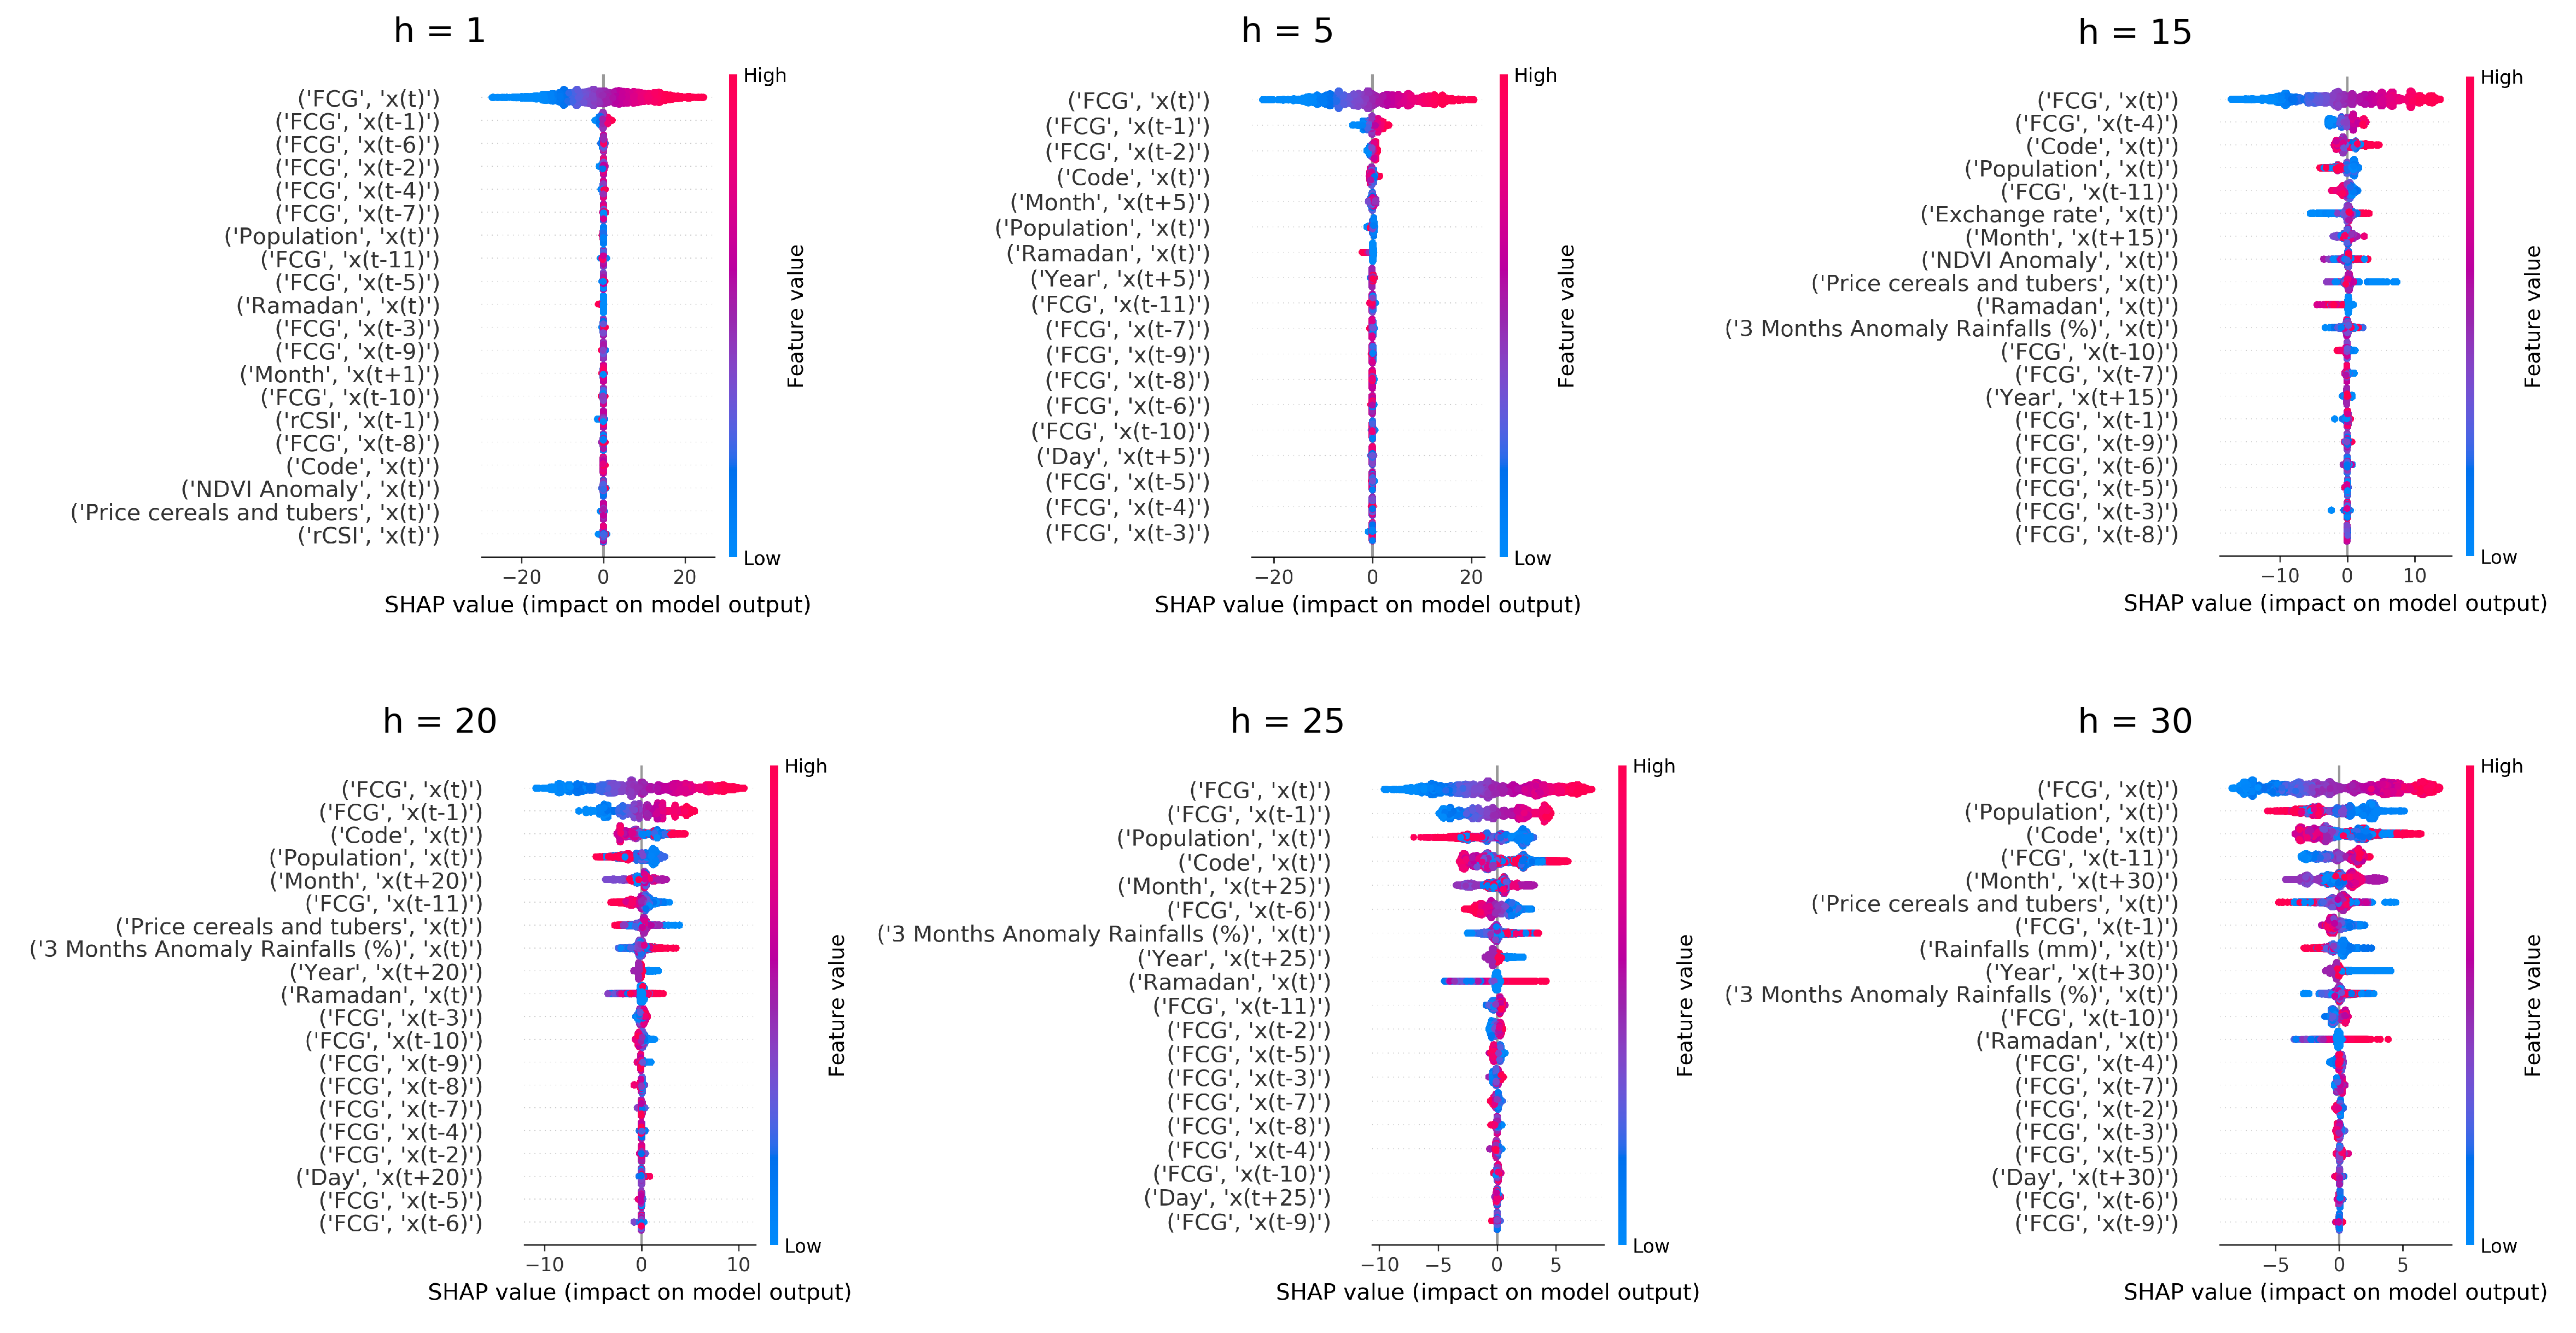 h = 1
High
('FCG', 'x(t)')
('FCG', 'x(t-1)')
('FCG', 'x(t-6)')
('FCG', 'x(t-2)')
('FCG', 'x(t-4)')
('FCG', 'x(t-7)')
('Population', 'x(t)')
('FCG', 'x(t-11)')
('FCG', 'x(t-5)')
('Ramadan', 'x(t)')
('FCG', 'x(t-3)')
('FCG', 'x(t-9)')
('Month', 'x(t+1)')
('FCG', 'x(t-10)')
('rCSI', 'x(t-1)')
('FCG', 'x(t-8)')
('Code', 'x(t)')
('NDVI Anomaly', 'x(t)')
('Price cereals and tubers', 'x(t)')
('rCSI', 'x(t)')
Feature value
Low
−20 0 20
SHAP value (impact on model output)
h = 5
High
('FCG', 'x(t)')
('FCG', 'x(t-1)')
('FCG', 'x(t-2)')
('Code', 'x(t)')
('Month', 'x(t+5)')
('Population', 'x(t)')
('Ramadan', 'x(t)')
('Year', 'x(t+5)')
('FCG', 'x(t-11)')
('FCG', 'x(t-7)')
('FCG', 'x(t-9)')
('FCG', 'x(t-8)')
('FCG', 'x(t-6)')
('FCG', 'x(t-10)')
('Day', 'x(t+5)')
('FCG', 'x(t-5)')
('FCG', 'x(t-4)')
('FCG', 'x(t-3)')
Feature value
Low
−20 0 20
SHAP value (impact on model output)
h = 15
High
('FCG', 'x(t)')
('FCG', 'x(t-4)')
('Code', 'x(t)')
('Population', 'x(t)')
('FCG', 'x(t-11)')
('Exchange rate', 'x(t)')
('Month', 'x(t+15)')
('NDVI Anomaly', 'x(t)')
('Price cereals and tubers', 'x(t)')
('Ramadan', 'x(t)')
('3 Months Anomaly Rainfalls (%)', 'x(t)')
('FCG', 'x(t-10)')
('FCG', 'x(t-7)')
('Year', 'x(t+15)')
('FCG', 'x(t-1)')
('FCG', 'x(t-9)')
('FCG', 'x(t-6)')
('FCG', 'x(t-5)')
('FCG', 'x(t-3)')
('FCG', 'x(t-8)')
Feature value
Low
−10 0 10
SHAP value (impact on model output)
h = 20
High
('FCG', 'x(t)')
('FCG', 'x(t-1)')
('Code', 'x(t)')
('Population', 'x(t)')
('Month', 'x(t+20)')
('FCG', 'x(t-11)')
('Price cereals and tubers', 'x(t)')
('3 Months Anomaly Rainfalls (%)', 'x(t)')
('Year', 'x(t+20)')
('Ramadan', 'x(t)')
('FCG', 'x(t-3)')
('FCG', 'x(t-10)')
('FCG', 'x(t-9)')
('FCG', 'x(t-8)')
('FCG', 'x(t-7)')
('FCG', 'x(t-4)')
('FCG', 'x(t-2)')
('Day', 'x(t+20)')
('FCG', 'x(t-5)')
('FCG', 'x(t-6)')
Feature value
Low
−10 0 10
SHAP value (impact on model output)
h = 25
High
('FCG', 'x(t)')
('FCG', 'x(t-1)')
('Population', 'x(t)')
('Code', 'x(t)')
('Month', 'x(t+25)')
('FCG', 'x(t-6)')
('3 Months Anomaly Rainfalls (%)', 'x(t)')
('Year', 'x(t+25)')
('Ramadan', 'x(t)')
('FCG', 'x(t-11)')
('FCG', 'x(t-2)')
('FCG', 'x(t-5)')
('FCG', 'x(t-3)')
('FCG', 'x(t-7)')
('FCG', 'x(t-8)')
('FCG', 'x(t-4)')
('FCG', 'x(t-10)')
('Day', 'x(t+25)')
('FCG', 'x(t-9)')
Feature value
Low
−10 −5 0 5
SHAP value (impact on model output)
h = 30
High
('FCG', 'x(t)')
('Population', 'x(t)')
('Code', 'x(t)')
('FCG', 'x(t-11)')
('Month', 'x(t+30)')
('Price cereals and tubers', 'x(t)')
('FCG', 'x(t-1)')
('Rainfalls (mm)', 'x(t)')
('Year', 'x(t+30)')
('3 Months Anomaly Rainfalls (%)', 'x(t)')
('FCG', 'x(t-10)')
('Ramadan', 'x(t)')
('FCG', 'x(t-4)')
('FCG', 'x(t-7)')
('FCG', 'x(t-2)')
('FCG', 'x(t-3)')
('FCG', 'x(t-5)')
('Day', 'x(t+30)')
('FCG', 'x(t-6)')
('FCG', 'x(t-9)')
Feature value
Low
−5 0 5
SHAP value (impact on model output)